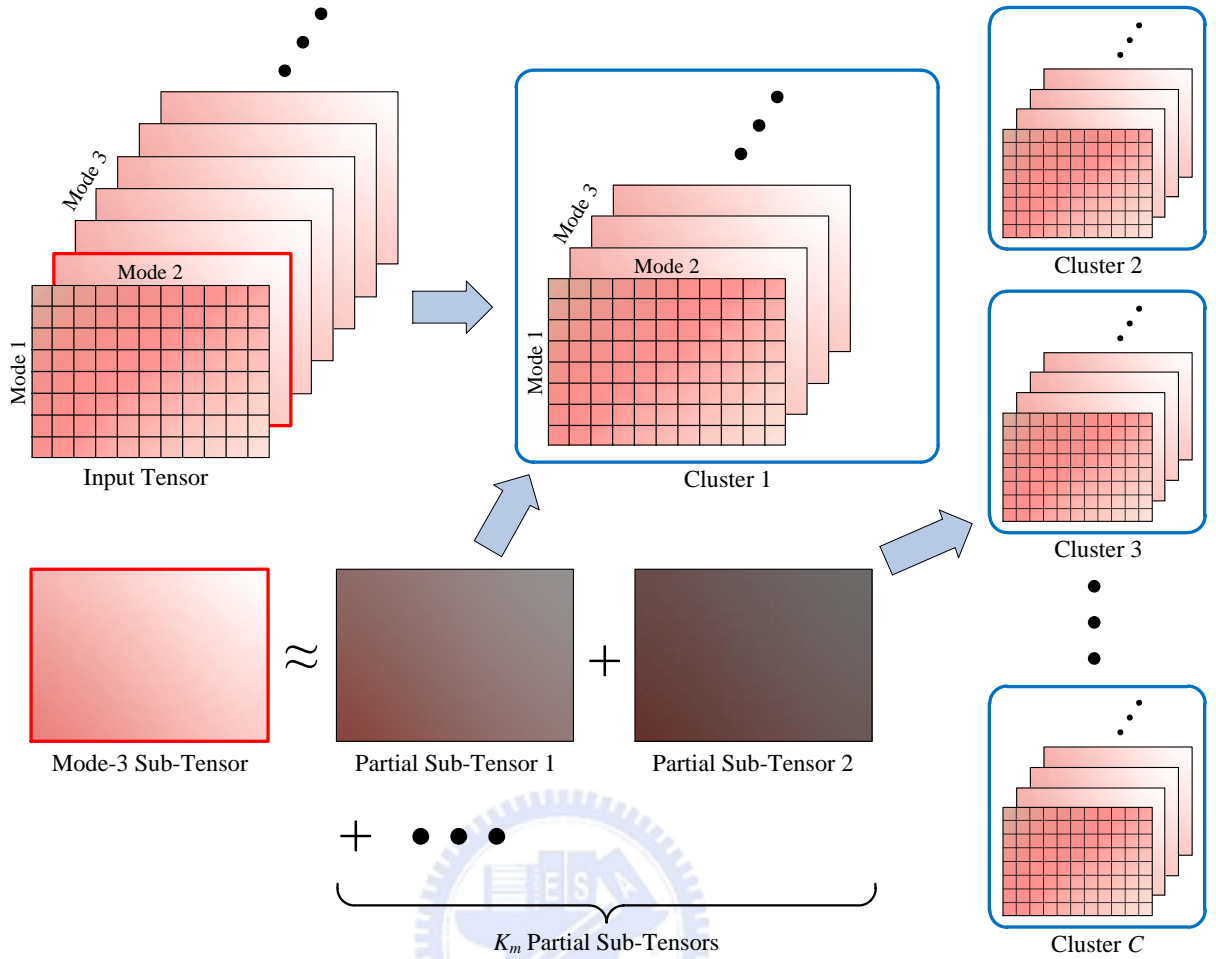 Mode 3
Mode 2
Mode 1
Input Tensor
Mode 3
Mode 2
Mode 1
Cluster 1
Cluster 2
Cluster 3
Cluster C
Mode-3 Sub-Tensor
≈
Partial Sub-Tensor 1
+
Partial Sub-Tensor 2
+ • • •
K_m Partial Sub-Tensors
E S A